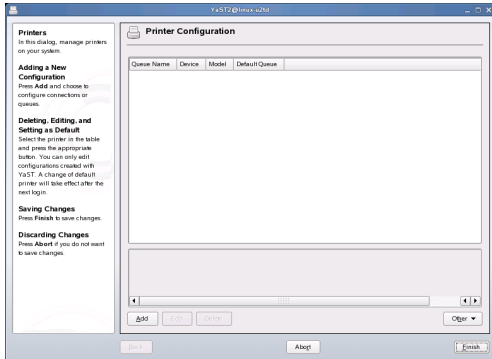 YaST2@linux-u2td
Printers
In this dialog, manage printers
on your system.
Adding a New
Configuration
Press Add and choose to
configure connections or
queues.
Deleting, Editing, and
Setting as Default
Select the printer in the table
and press the appropriate
button. You can only edit
configurations created with
YaST. A change of default
printer will take effect after the
next login.
Saving Changes
Press Finish to save changes.
Discarding Changes
Press Abort if you do not want
to save changes.
Printer Configuration
Queue Name Device Model Default Queue
Add Edit Delete Other
Back Abort Finish